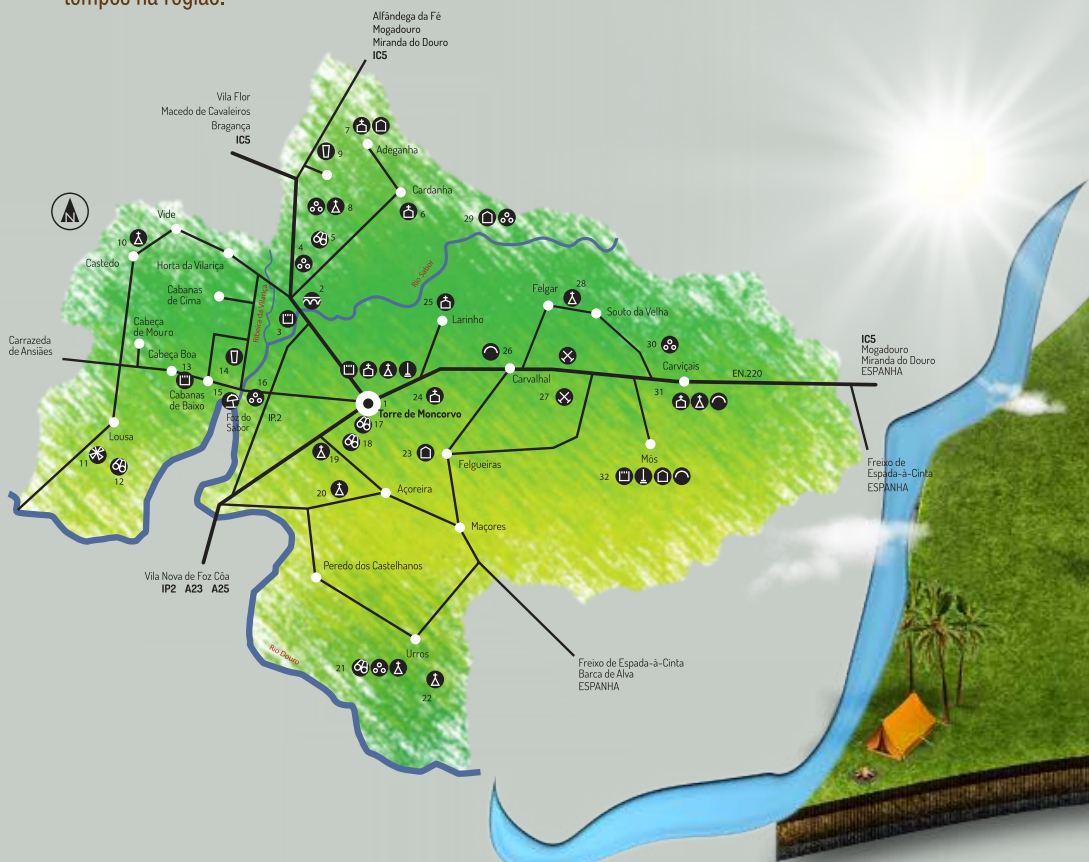 tempos na região.
Alfândega da Fé
Mogadouro
Miranda do Douro
IC5
Vila Flor
Macedo de Cavaleiros
Bragança
IC5
7
9
Adeganha
Cardanha
6
8
29
5
4
N
Vide
10
Castedo
Horta da Vilariça
Cabanas
de Cima
Ribeira da Vilariça
2
3
Rio Sabor
25
Larinho
Felgar
28
Souto da Velha
30
Cabeça
de Mouro
Carrazeda
de Ansiães
Cabeça Boa
13
14
Cabanas
de Baixo
15
16
Foz do
Sabor
IP.2
1
Torre de Moncorvo
24
26
Carvalhal
27
Carviçais
31
EN.220
IC5
Mogadouro
Miranda do Douro
ESPANHA
Lousa
11
12
17
18
19
20
Açoreira
23
Felgueiras
Mós
32
Freixo de
Espada-à-Cinta
ESPANHA
Maçores
Vila Nova de Foz Côa
IP2 A23 A25
Peredo dos Castelhanos
Rio Douro
Urros
21
22
Freixo de Espada-à-Cinta
Barca de Alva
ESPANHA